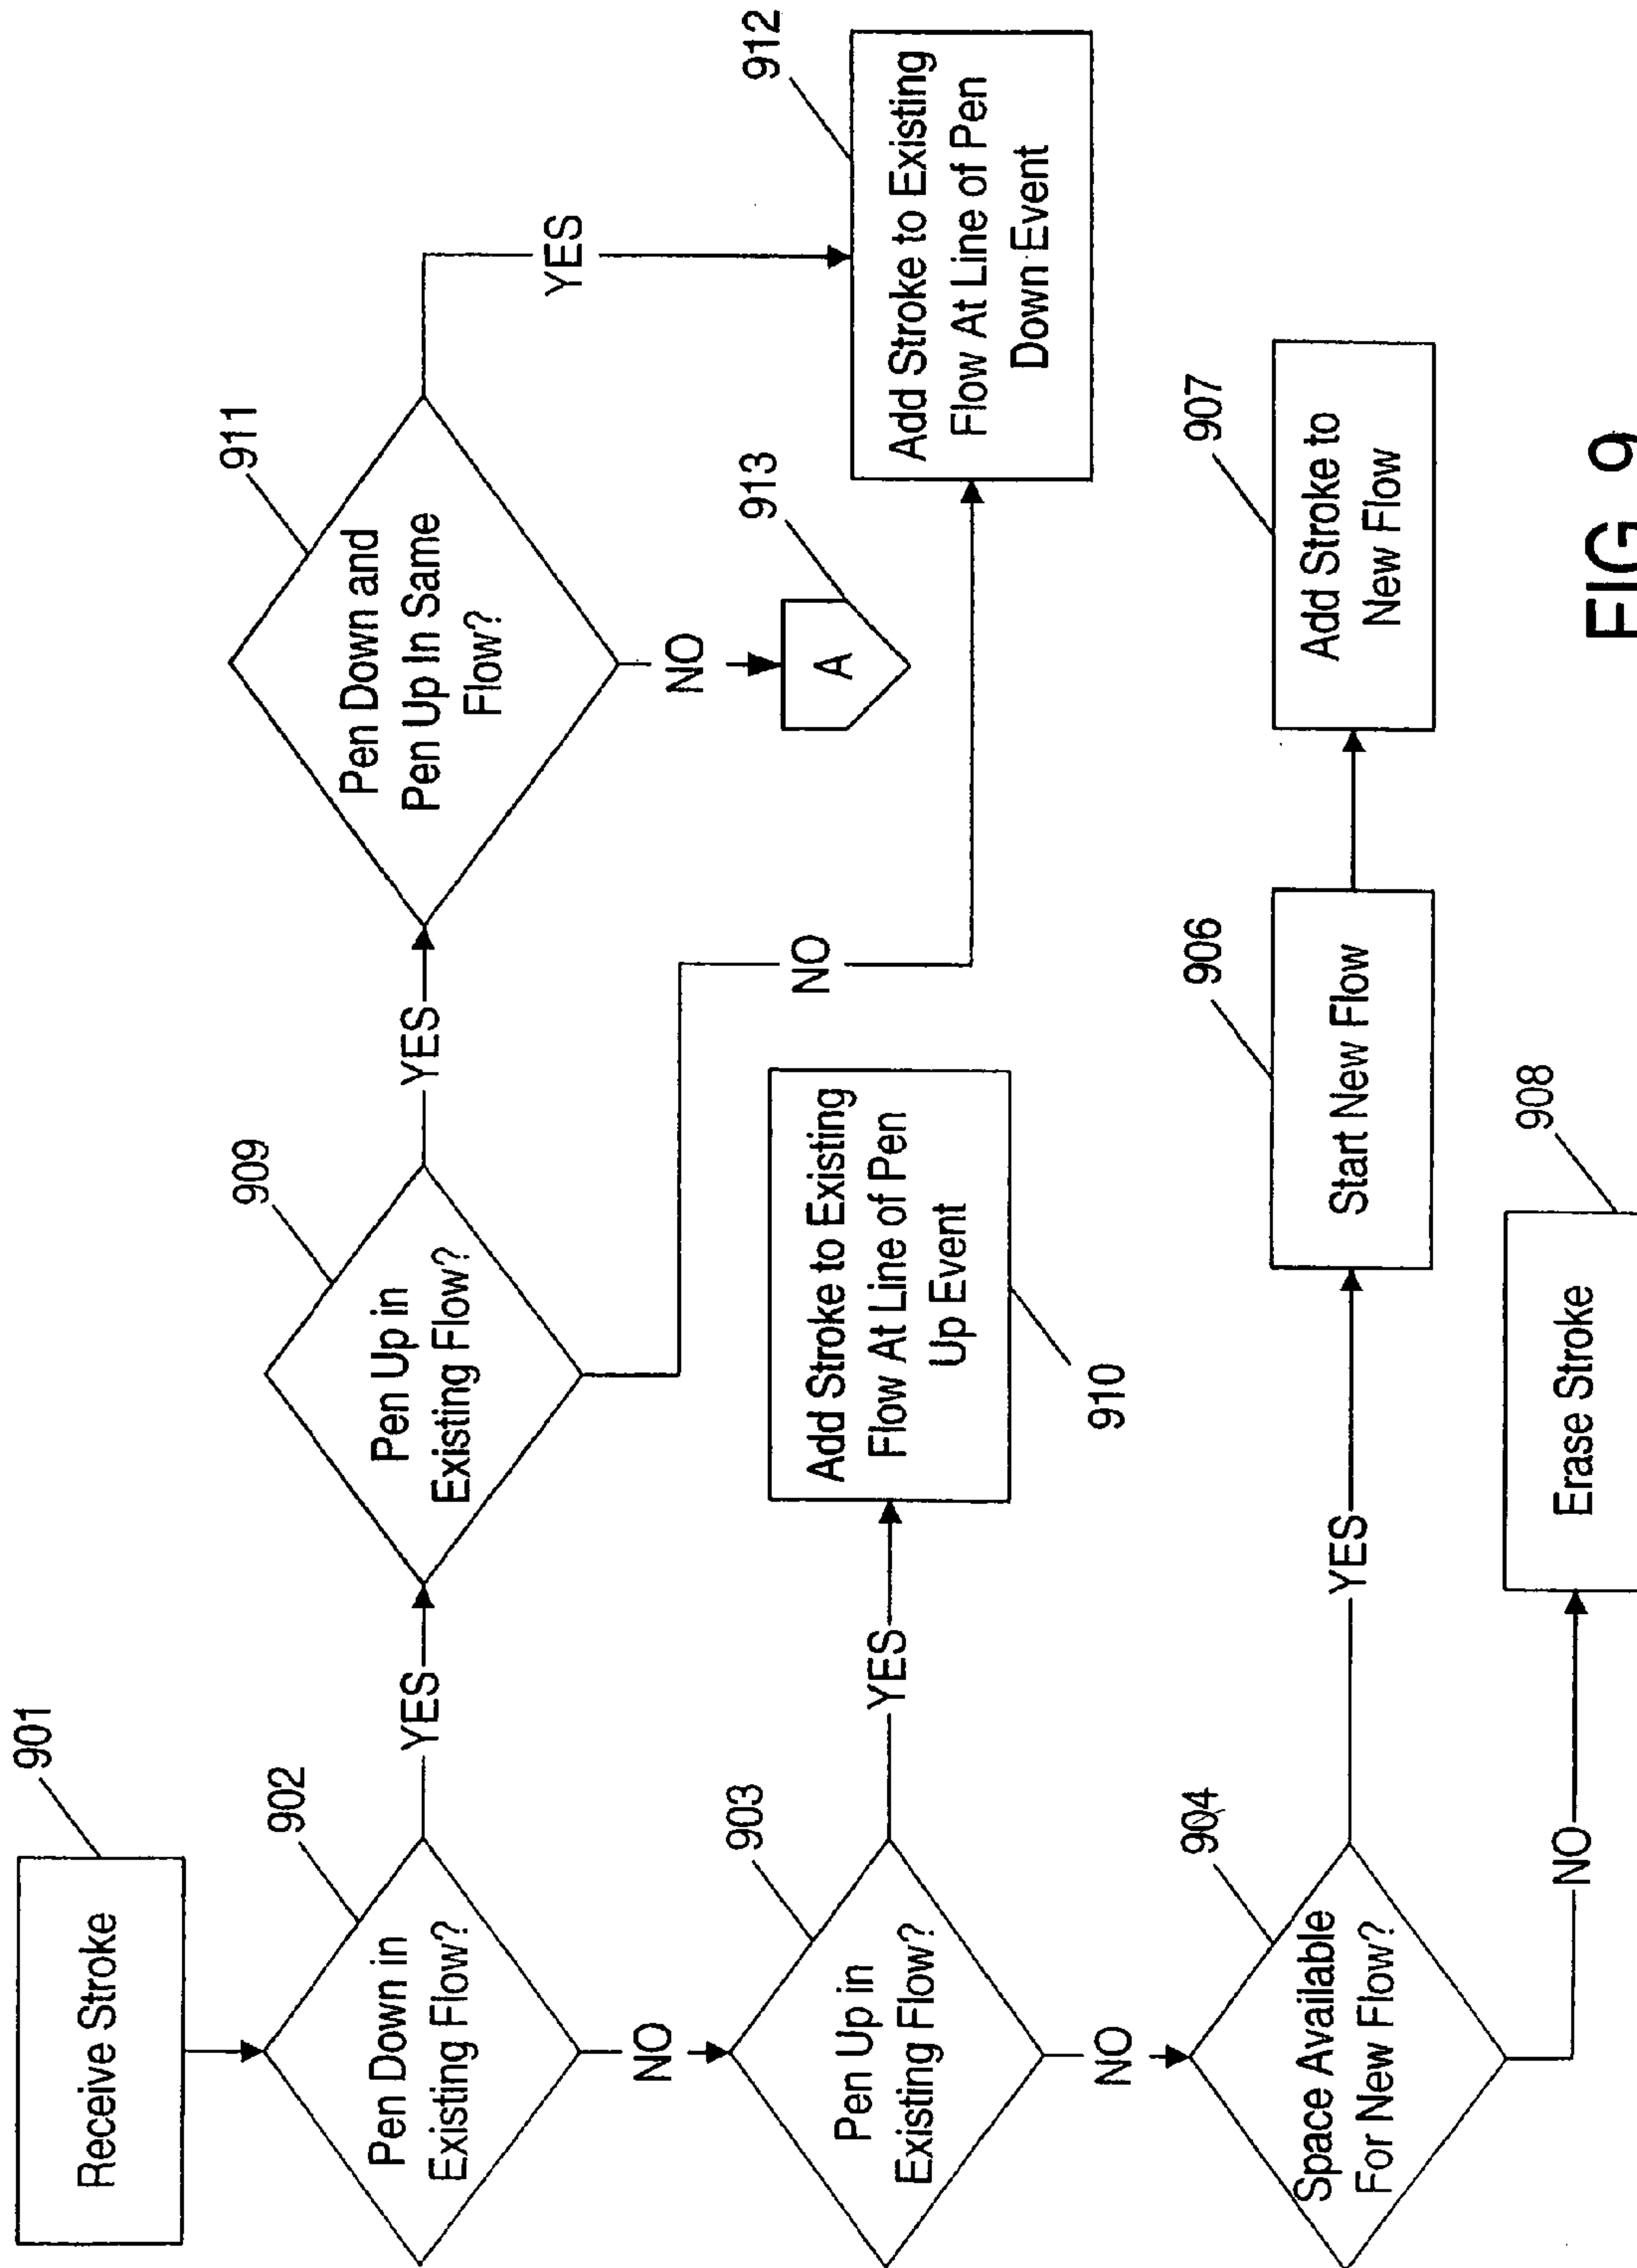 901
Receive Stroke
902
Pen Down in
Existing Flow?
YES
909
Pen Up in
Existing Flow?
YES
911
Pen Down and
Pen Up In Same
Flow?
YES
NO
913
A
NO
912
Add Stroke to Existing
Flow At Line of Pen
Down Event
NO
903
Pen Up in
Existing Flow?
YES
Add Stroke to Existing
Flow At Line of Pen
Up Event
910
NO
904
Space Available
For New Flow?
YES
906
Start New Flow
907
Add Stroke to
New Flow
NO
908
Erase Stroke
FIG 9